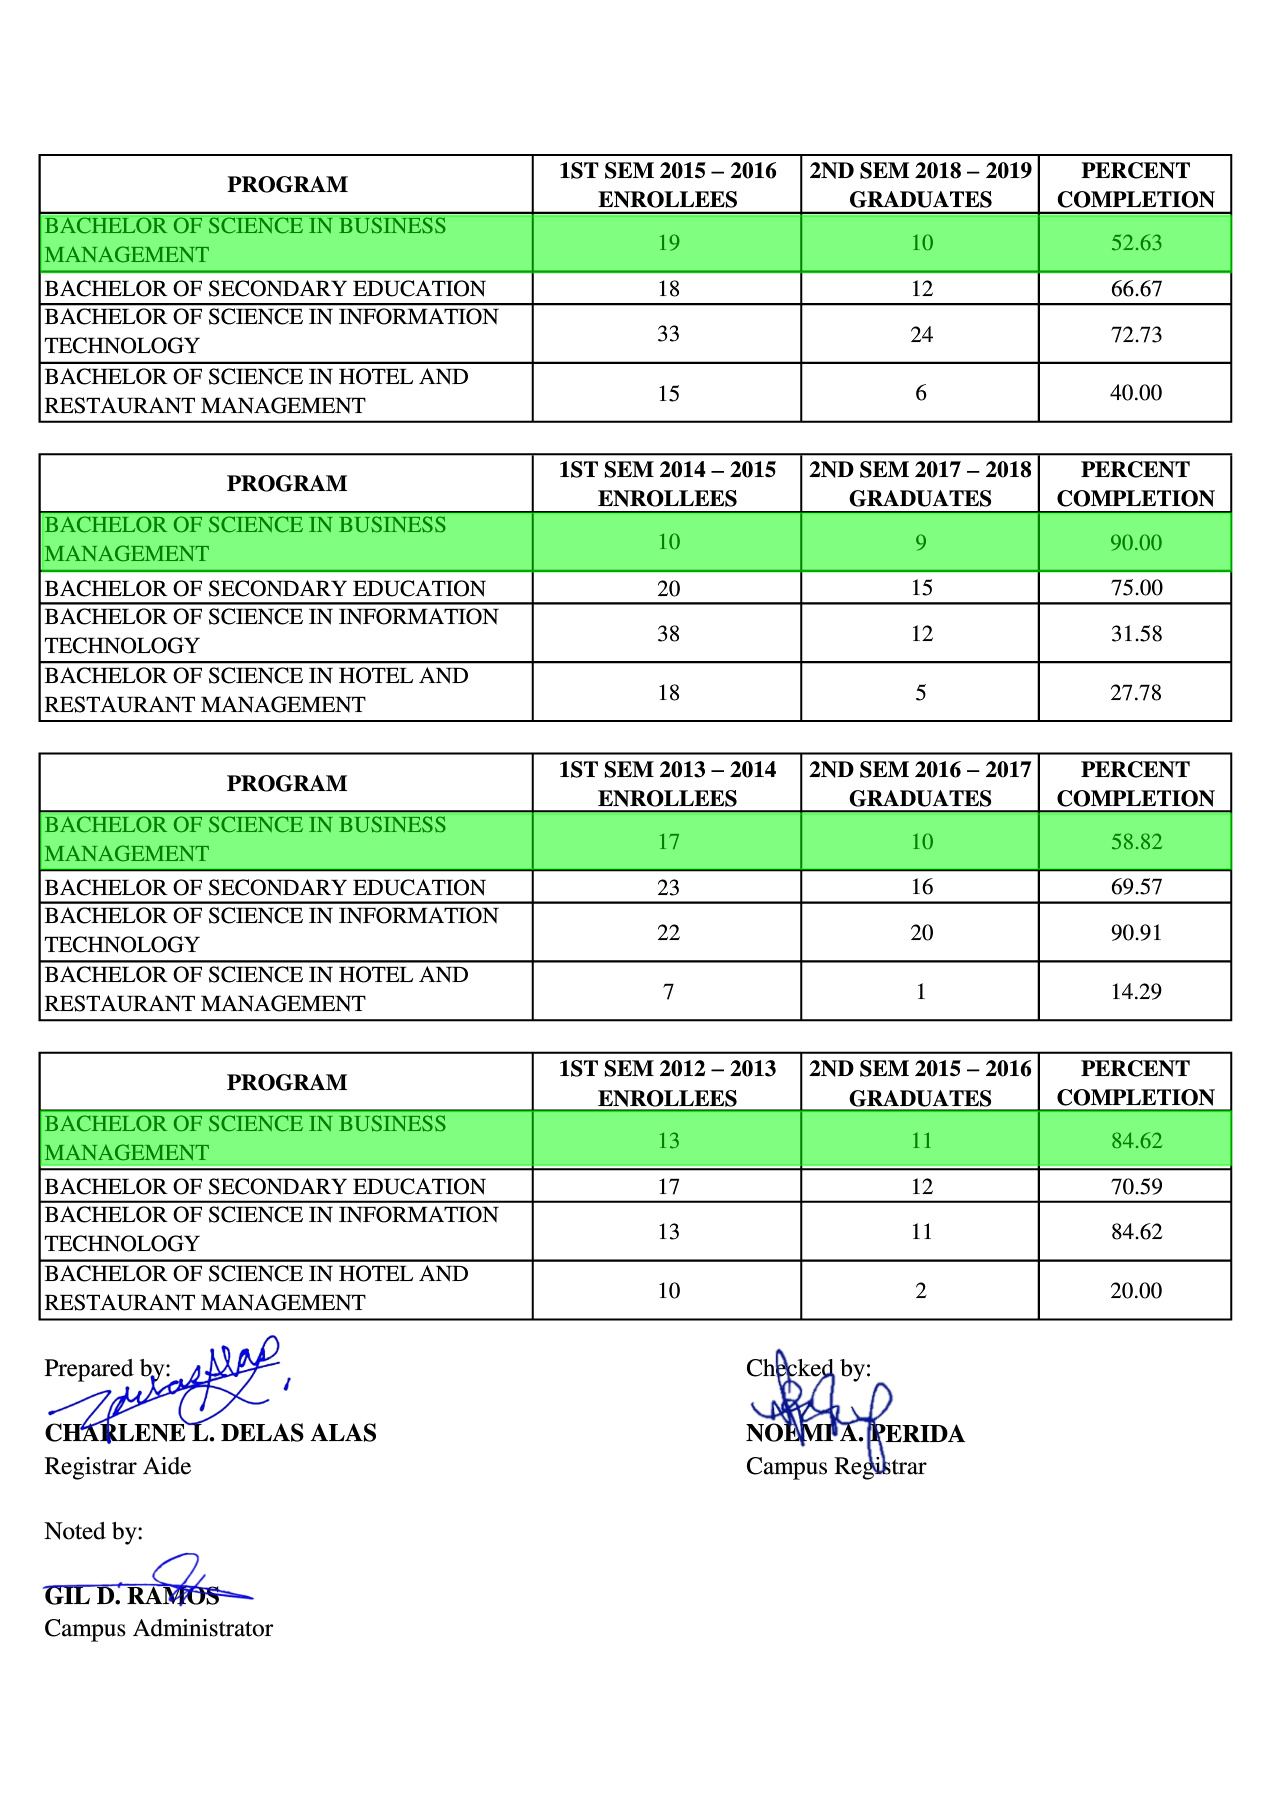 PROGRAM 1ST SEM 2015 – 2016 ENROLLEES 2ND SEM 2018 – 2019 GRADUATES PERCENT COMPLETION
BACHELOR OF SCIENCE IN BUSINESS MANAGEMENT 19 10 52.63
BACHELOR OF SECONDARY EDUCATION 18 12 66.67
BACHELOR OF SCIENCE IN INFORMATION TECHNOLOGY 33 24 72.73
BACHELOR OF SCIENCE IN HOTEL AND RESTAURANT MANAGEMENT 15 6 40.00
PROGRAM 1ST SEM 2014 – 2015 ENROLLEES 2ND SEM 2017 – 2018 GRADUATES PERCENT COMPLETION
BACHELOR OF SCIENCE IN BUSINESS MANAGEMENT 10 9 90.00
BACHELOR OF SECONDARY EDUCATION 20 15 75.00
BACHELOR OF SCIENCE IN INFORMATION TECHNOLOGY 38 12 31.58
BACHELOR OF SCIENCE IN HOTEL AND RESTAURANT MANAGEMENT 18 5 27.78
PROGRAM 1ST SEM 2013 – 2014 ENROLLEES 2ND SEM 2016 – 2017 GRADUATES PERCENT COMPLETION
BACHELOR OF SCIENCE IN BUSINESS MANAGEMENT 17 10 58.82
BACHELOR OF SECONDARY EDUCATION 23 16 69.57
BACHELOR OF SCIENCE IN INFORMATION TECHNOLOGY 22 20 90.91
BACHELOR OF SCIENCE IN HOTEL AND RESTAURANT MANAGEMENT 7 1 14.29
PROGRAM 1ST SEM 2012 – 2013 ENROLLEES 2ND SEM 2015 – 2016 GRADUATES PERCENT COMPLETION
BACHELOR OF SCIENCE IN BUSINESS MANAGEMENT 13 11 84.62
BACHELOR OF SECONDARY EDUCATION 17 12 70.59
BACHELOR OF SCIENCE IN INFORMATION TECHNOLOGY 13 11 84.62
BACHELOR OF SCIENCE IN HOTEL AND RESTAURANT MANAGEMENT 10 2 20.00
Prepared by: Checked by:
CHARLENE L. DELAS ALAS NOEMI A. PERIDA
Registrar Aide Campus Registrar
Noted by:
GIL D. RAMOS
Campus Administrator